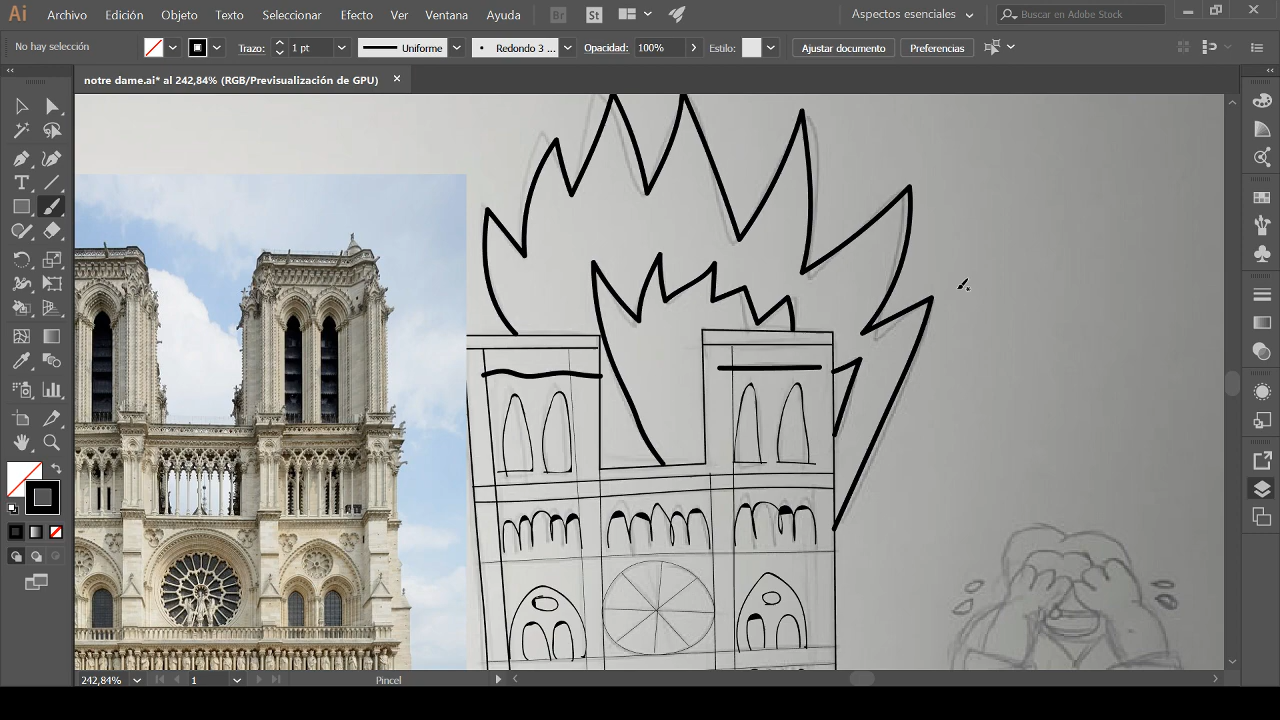 Ai Archivo Edición Objeto Texto Seleccionar Efecto Ver Ventana Ayuda Br St Aspectos esenciales Buscar en Adobe Stock
No hay selección Trazo: 1 pt Uniforme Redondo 3 ... Opacidad: 100% Estilo: Ajustar documento Preferencias
notre dame.ai* al 242,84% (RGB/Previsualización de GPU)
242,84% 1 Pincel